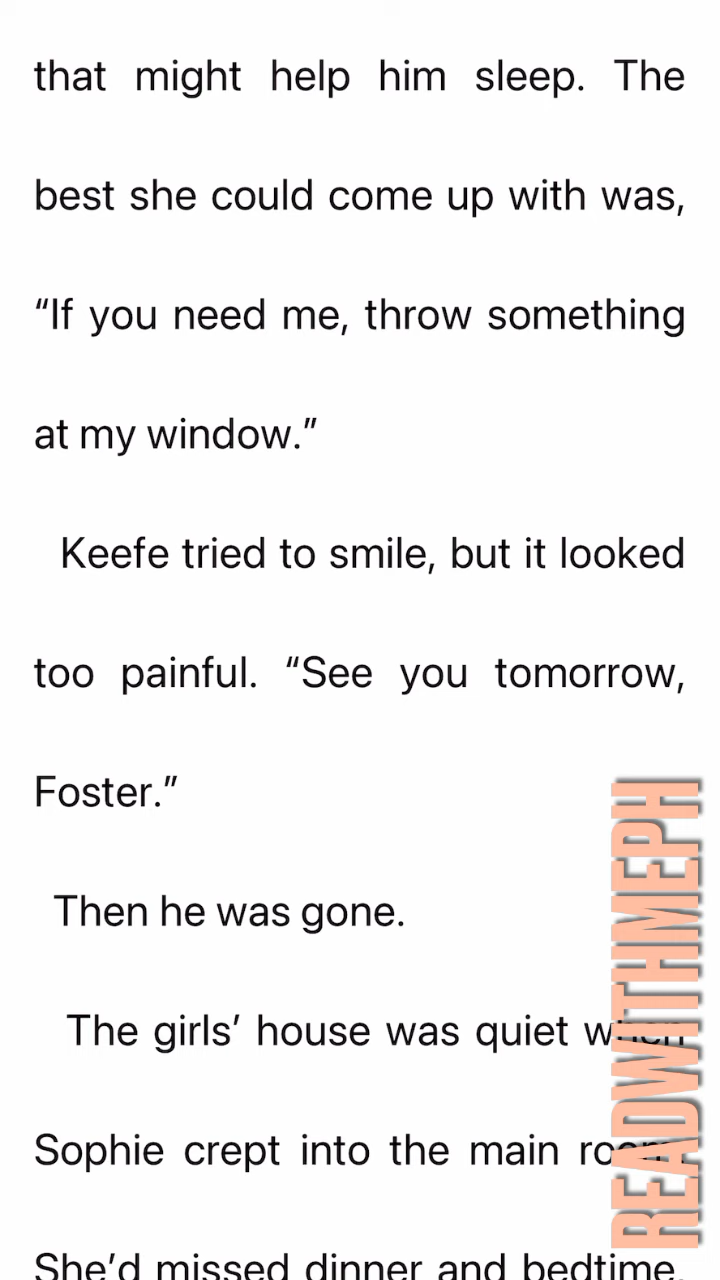 that might help him sleep. The
best she could come up with was,
“If you need me, throw something
at my window.”
Keefe tried to smile, but it looked
too painful. “See you tomorrow,
Foster.”
Then he was gone.
The girls’ house was quiet when
Sophie crept into the main room.
She’d missed dinner and bedtime.
READWITHMEPH